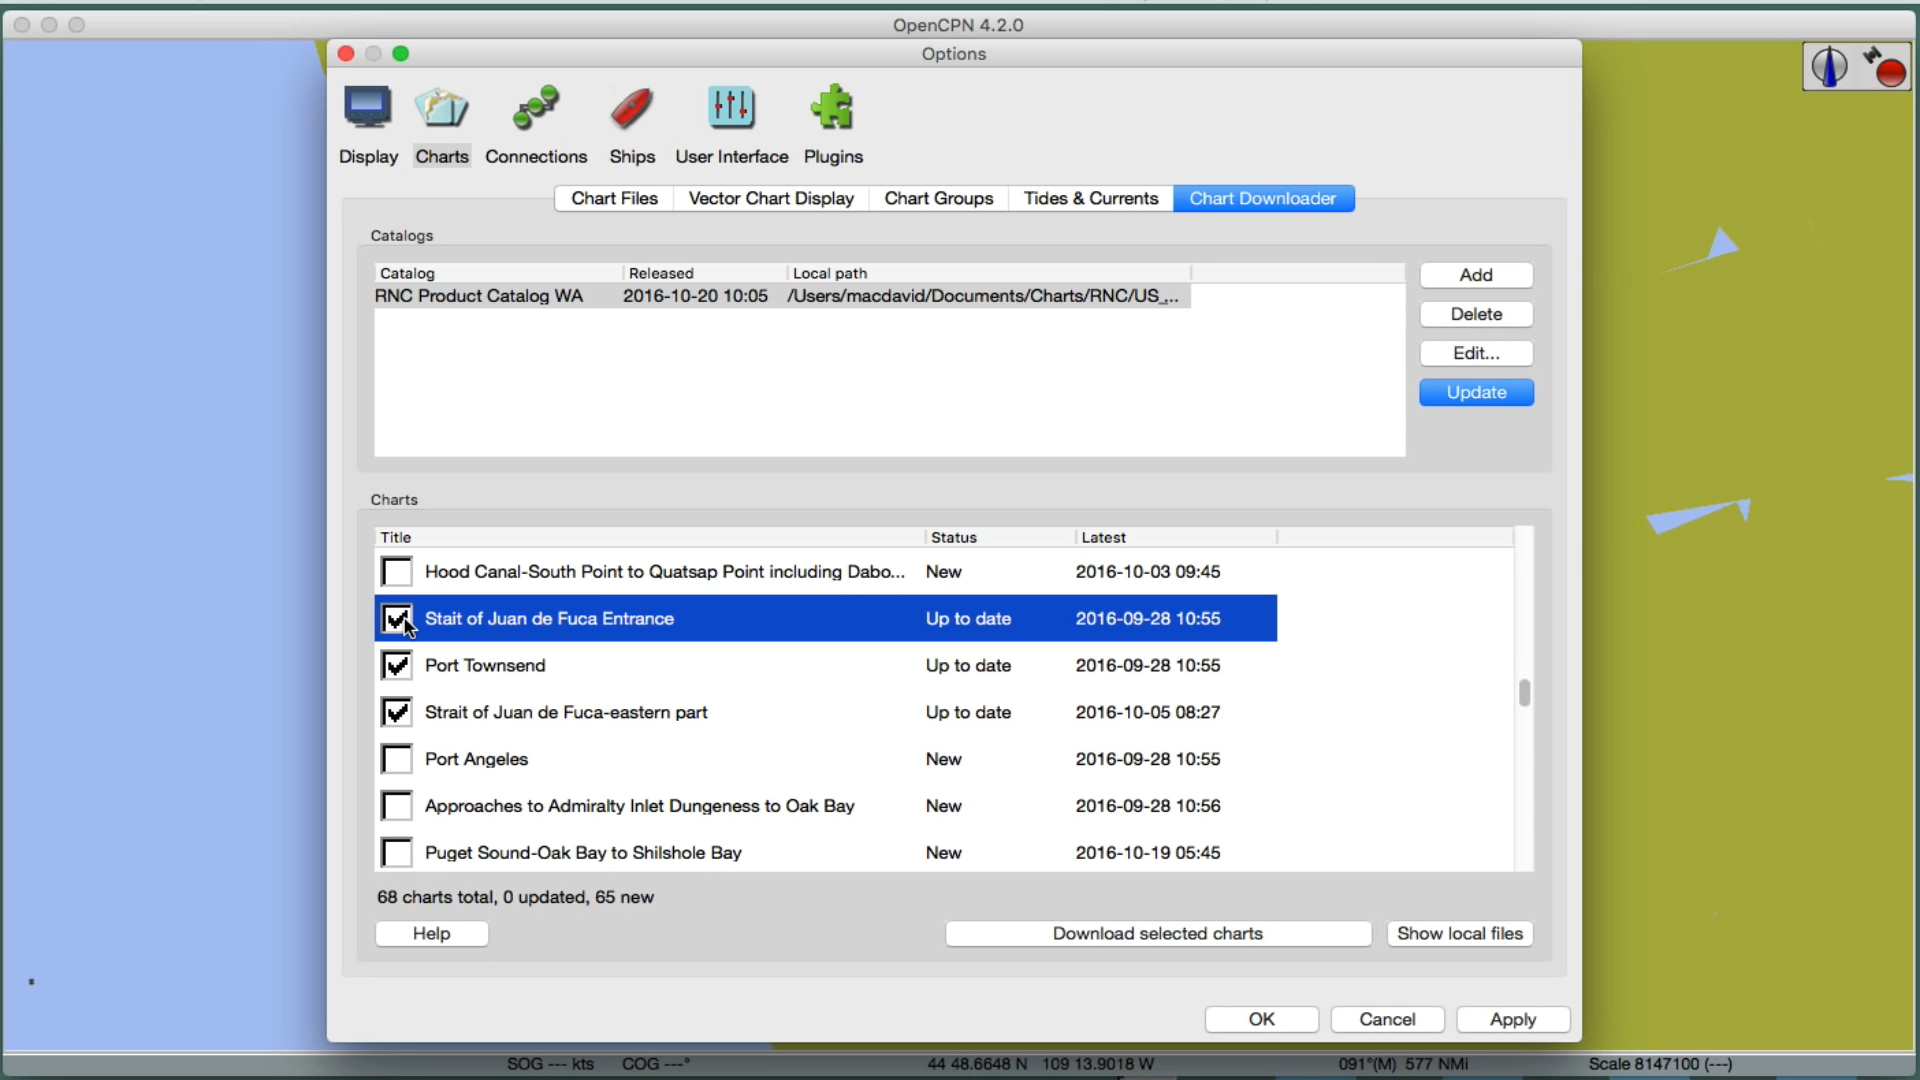 OpenCPN 4.2.0
Options
Display Charts Connections Ships User Interface Plugins
Chart Files Vector Chart Display Chart Groups Tides & Currents Chart Downloader
Catalogs
Catalog Released Local path
RNC Product Catalog WA 2016-10-20 10:05 /Users/macdavid/Documents/Charts/RNC/US_...
Add
Delete
Edit...
Update
Charts
Title Status Latest
Hood Canal-South Point to Quatsap Point including Dabo... New 2016-10-03 09:45
Stait of Juan de Fuca Entrance Up to date 2016-09-28 10:55
Port Townsend Up to date 2016-09-28 10:55
Strait of Juan de Fuca-eastern part Up to date 2016-10-05 08:27
Port Angeles New 2016-09-28 10:55
Approaches to Admiralty Inlet Dungeness to Oak Bay New 2016-09-28 10:56
Puget Sound-Oak Bay to Shilshole Bay New 2016-10-19 05:45
68 charts total, 0 updated, 65 new
Help Download selected charts Show local files
OK Cancel Apply
SOG --- kts COG ---° 44 48.6648 N 109 13.9018 W 091°(M) 577 NMi Scale 8147100 (---)